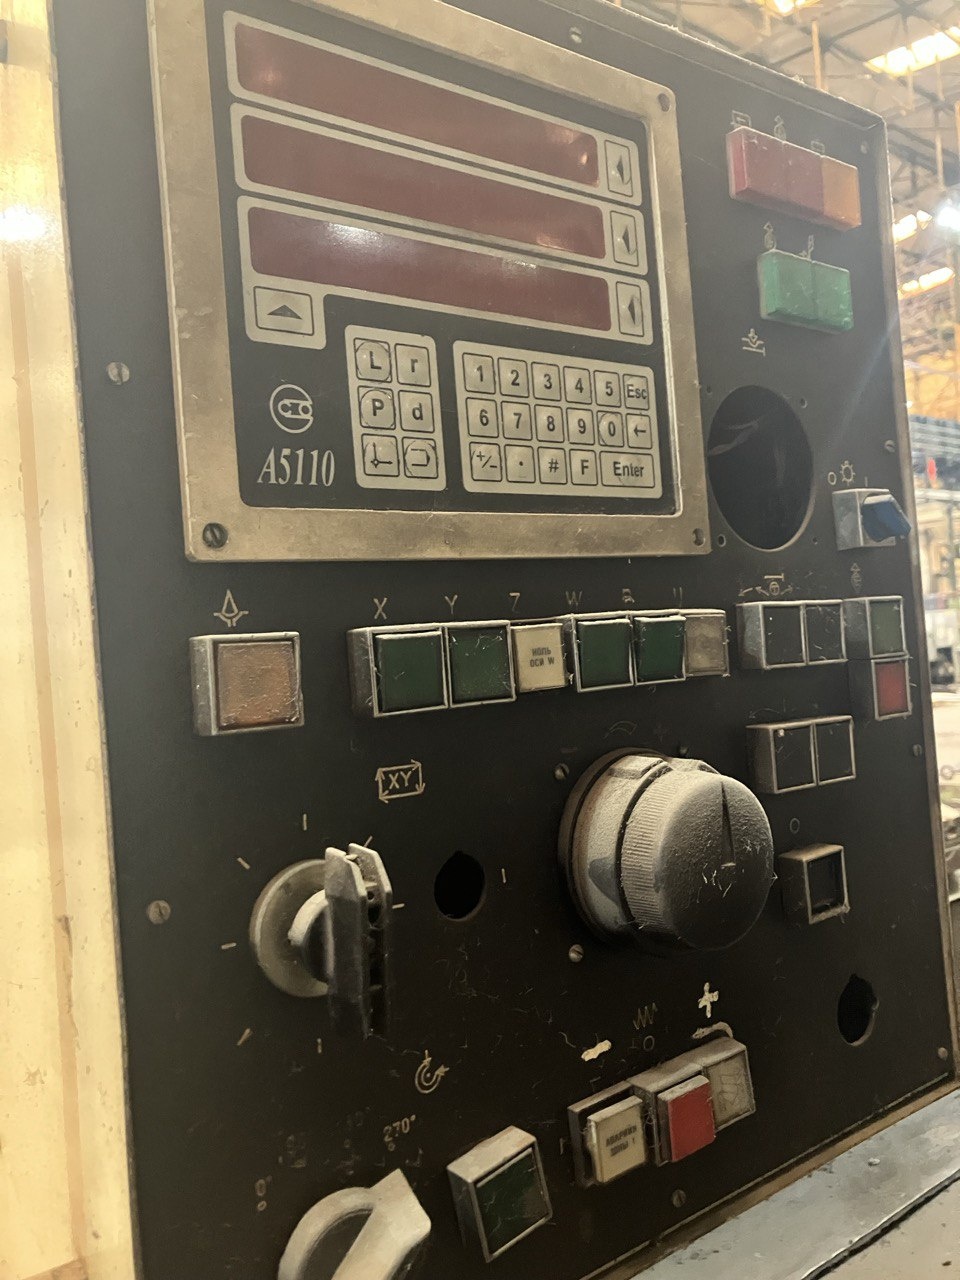 L r
P d
1 2 3 4 5 Esc
6 7 8 9 0 ←
+/- . # F Enter
A5110
X Y Z W B U
НОЛЬ
ОСИ W
XY
270°
0°